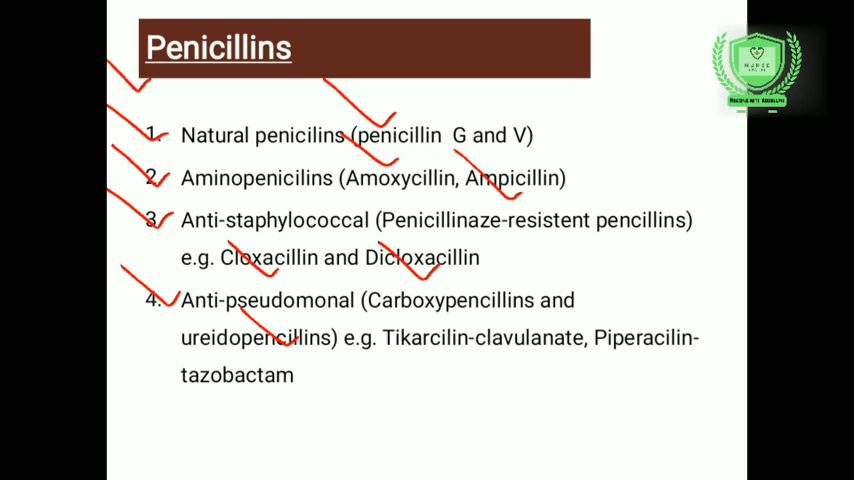 Penicillins
NURSE
1. Natural penicilins (penicillin G and V)
2. Aminopenicilins (Amoxycillin, Ampicillin)
3. Anti-staphylococcal (Penicillinaze-resistent pencillins)
e.g. Cloxacillin and Dicloxacillin
4. Anti-pseudomonal (Carboxypencillins and
ureidopencillins) e.g. Tikarcilin-clavulanate, Piperacilin-
tazobactam